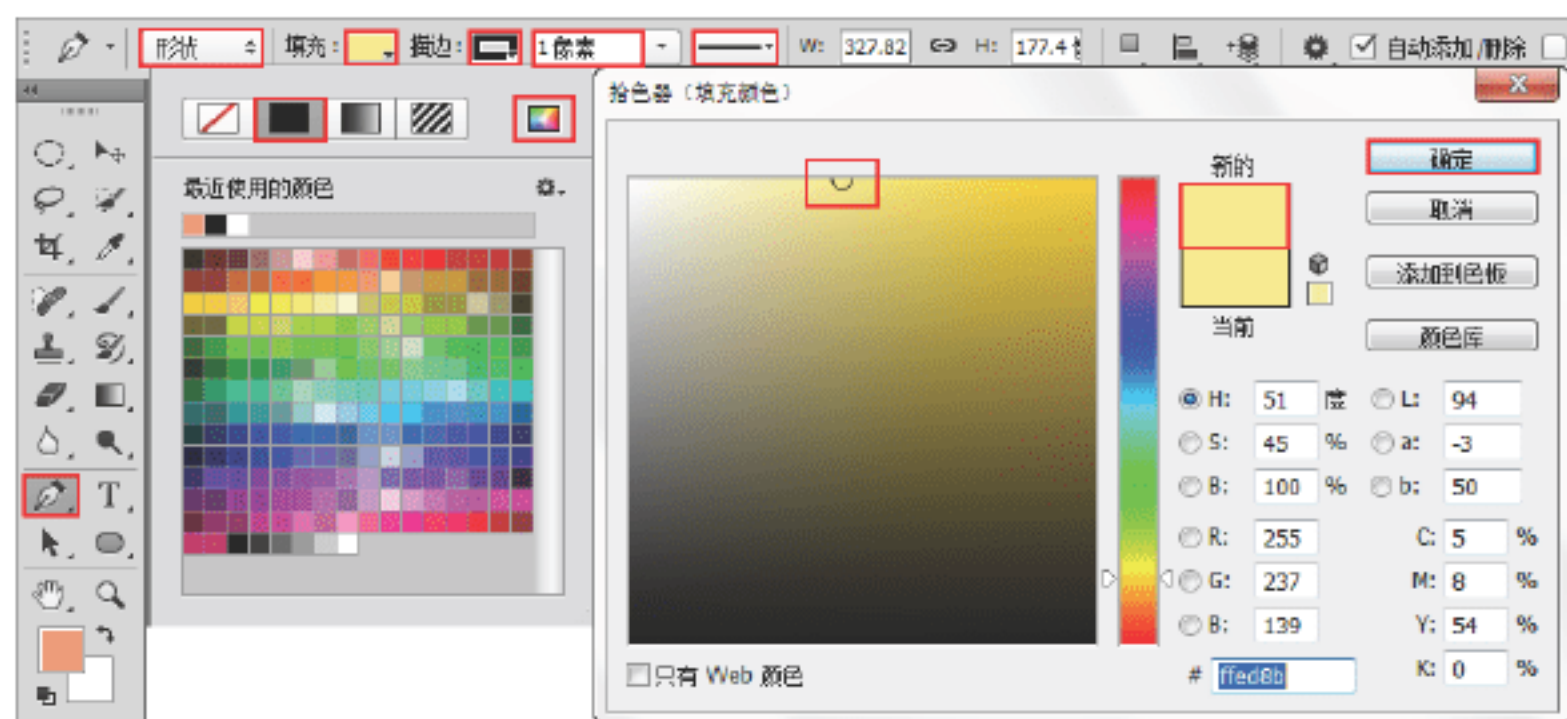 形状 填充: 描边: 1 像素 W: 327.82 H: 177.4 自动添加/删除
拾色器（填充颜色）
最近使用的颜色
新的
当前
确定
取消
添加到色板
颜色库
H: 51 度 L: 94
S: 45 % a: -3
B: 100 % b: 50
R: 255 C: 5 %
G: 237 M: 8 %
B: 139 Y: 54 %
# ffed8b K: 0 %
只有 Web 颜色
T